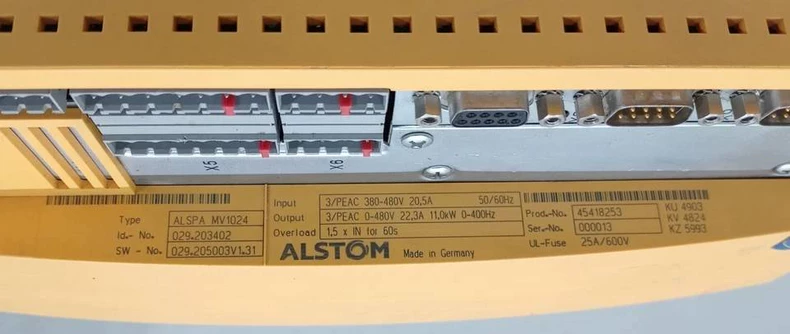 X5
X6
Type ALSPA MV1024
Id.- No. 029.203402
SW - No. 029.205003V1.31
Input 3/PEAC 380-480V 20,5A 50/60Hz
Output 3/PEAC 0-480V 22,3A 11,0kW 0-400Hz
Overload 1,5 x IN for 60s
ALSTOM Made in Germany
Prod.-No. 45418253
Ser.-No. 000013
UL-Fuse 25A/600V
KU 4903
KV 4824
KZ 5993